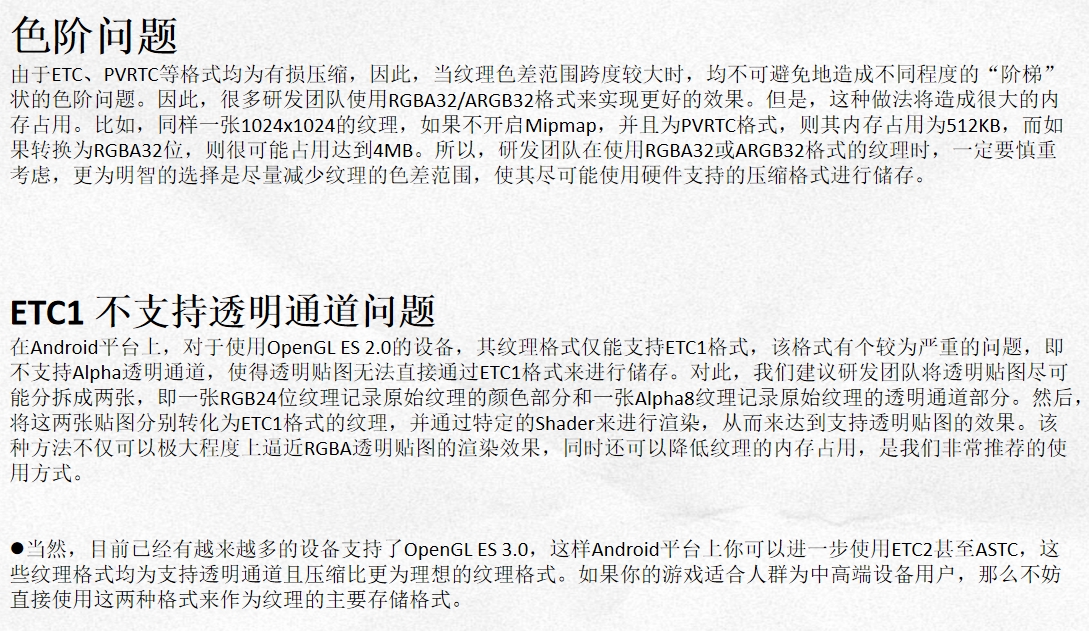 色阶问题
由于ETC、PVRTC等格式均为有损压缩，因此，当纹理色差范围跨度较大时，均不可避免地造成不同程度的“阶梯”
状的色阶问题。因此，很多研发团队使用RGBA32/ARGB32格式来实现更好的效果。但是，这种做法将造成很大的内
存占用。比如，同样一张1024x1024的纹理，如果不开启Mipmap，并且为PVRTC格式，则其内存占用为512KB，而如
果转换为RGBA32位，则很可能占用达到4MB。所以，研发团队在使用RGBA32或ARGB32格式的纹理时，一定要慎重
考虑，更为明智的选择是尽量减少纹理的色差范围，使其尽可能使用硬件支持的压缩格式进行储存。
ETC1 不支持透明通道问题
在Android平台上，对于使用OpenGL ES 2.0的设备，其纹理格式仅能支持ETC1格式，该格式有个较为严重的问题，即
不支持Alpha透明通道，使得透明贴图无法直接通过ETC1格式来进行储存。对此，我们建议研发团队将透明贴图尽可
能分拆成两张，即一张RGB24位纹理记录原始纹理的颜色部分和一张Alpha8纹理记录原始纹理的透明通道部分。然后，
将这两张贴图分别转化为ETC1格式的纹理，并通过特定的Shader来进行渲染，从而来达到支持透明贴图的效果。该
种方法不仅可以极大程度上逼近RGBA透明贴图的渲染效果，同时还可以降低纹理的内存占用，是我们非常推荐的使
用方式。
●当然，目前已经有越来越多的设备支持了OpenGL ES 3.0，这样Android平台上你可以进一步使用ETC2甚至ASTC，这
些纹理格式均为支持透明通道且压缩比更为理想的纹理格式。如果你的游戏适合人群为中高端设备用户，那么不妨
直接使用这两种格式来作为纹理的主要存储格式。